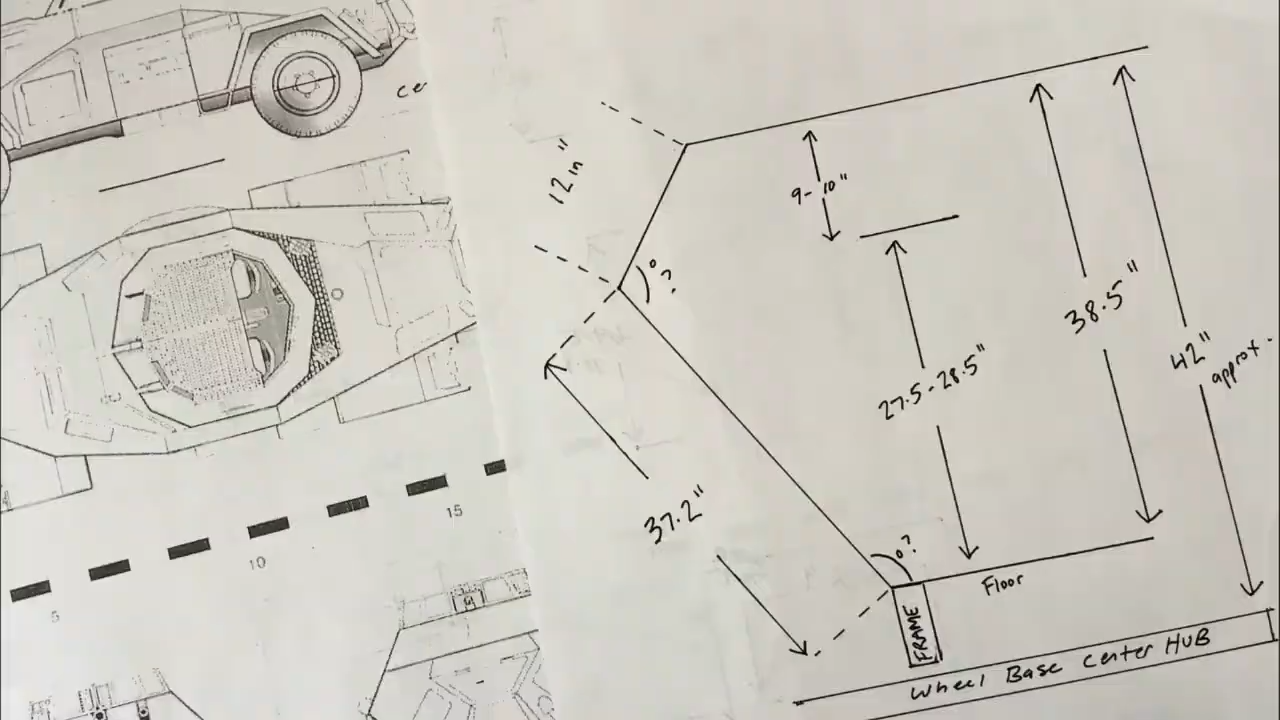 ce
12 in"
9-10"
°?
27.5-28.5"
38.5"
42"
approx.
37.2"
°?
Floor
FRAME
Wheel Base Center HUB
5
10
15